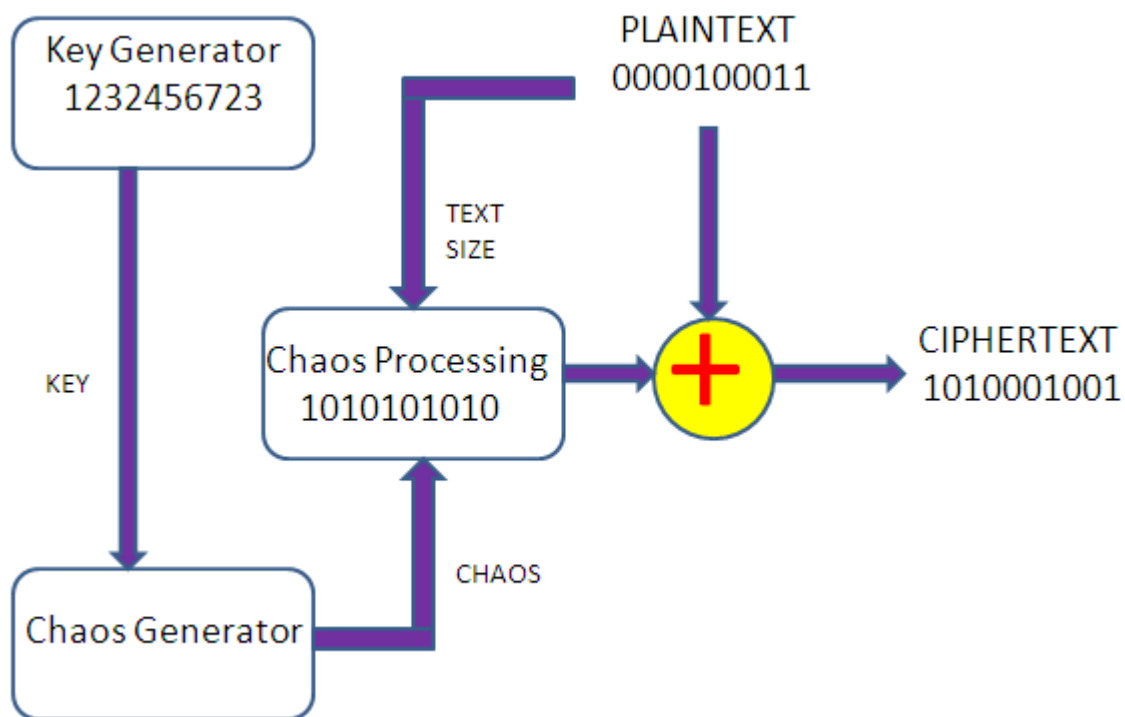 Key Generator
1232456723
PLAINTEXT
0000100011
TEXT
SIZE
KEY
Chaos Processing
1010101010
CIPHERTEXT
1010001001
CHAOS
Chaos Generator